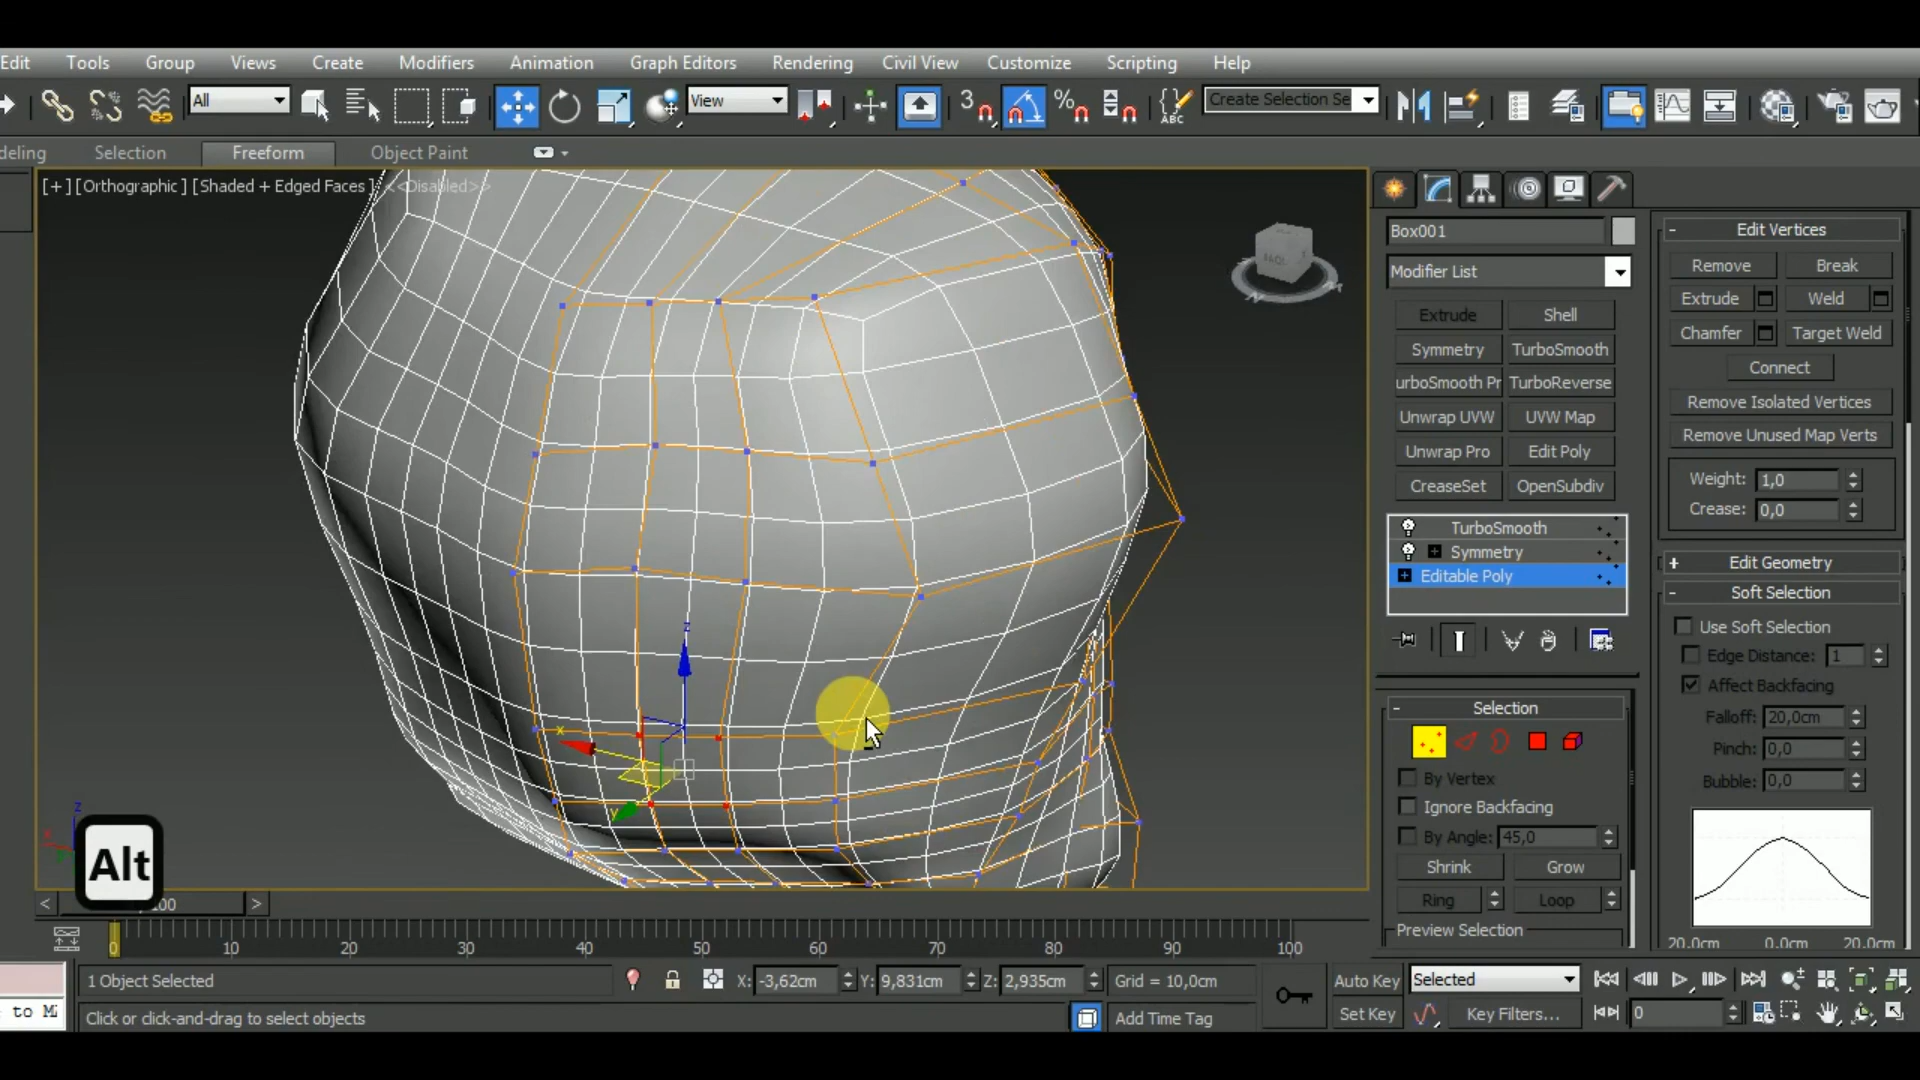 Edit Tools Group Views Create Modifiers Animation Graph Editors Rendering Civil View Customize Scripting Help
All View 3 % ABC Create Selection Se
deling Selection Freeform Object Paint
[+] [Orthographic] [Shaded + Edged Faces] <<Disabled>>
Box001
Modifier List
Extrude Shell
Symmetry TurboSmooth
urboSmooth Pr TurboReverse
Unwrap UVW UVW Map
Unwrap Pro Edit Poly
CreaseSet OpenSubdiv
TurboSmooth
Symmetry
Editable Poly
Selection
By Vertex
Ignore Backfacing
By Angle: 45,0
Shrink Grow
Ring Loop
Preview Selection
Edit Vertices
Remove Break
Extrude Weld
Chamfer Target Weld
Connect
Remove Isolated Vertices
Remove Unused Map Verts
Weight: 1,0
Crease: 0,0
Edit Geometry
Soft Selection
Use Soft Selection
Edge Distance: 1
Affect Backfacing
Falloff: 20,0cm
Pinch: 0,0
Bubble: 0,0
20.0cm 0.0cm 20.0cm
z
x
y
z
x
Alt
< 100 >
0 10 20 30 40 50 60 70 80 90 100
1 Object Selected X: -3,62cm Y: 9,831cm Z: 2,935cm Grid = 10,0cm Auto Key Selected
to Mi Click or click-and-drag to select objects Add Time Tag Set Key Key Filters... 0